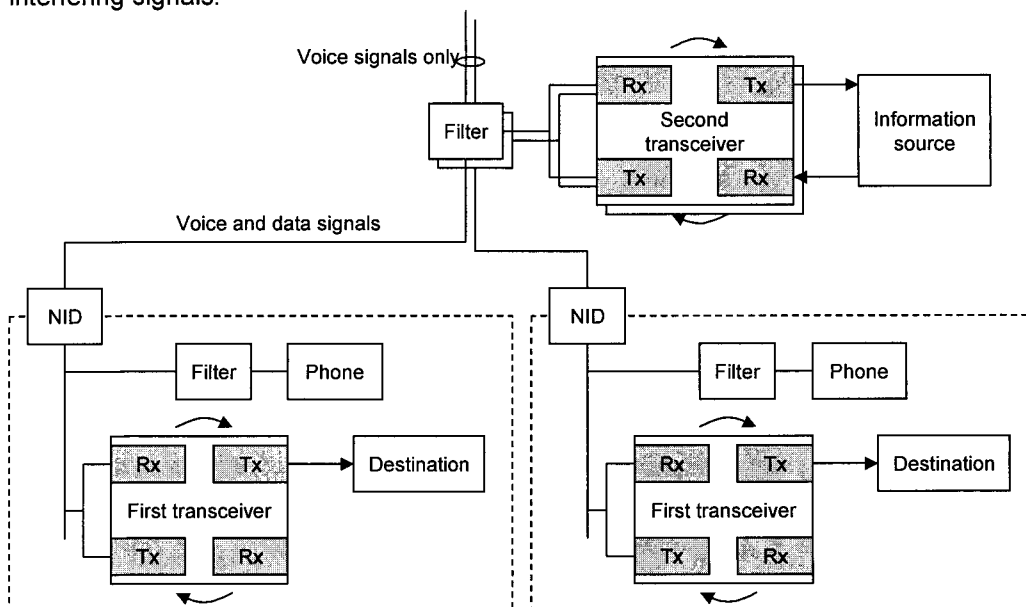 interfering signals.
Voice signals only
Filter
Rx
Tx
Second
transceiver
Tx
Rx
Information
source
Voice and data signals
NID
Filter
Phone
Rx
Tx
First transceiver
Tx
Rx
Destination
NID
Filter
Phone
Rx
Tx
First transceiver
Tx
Rx
Destination